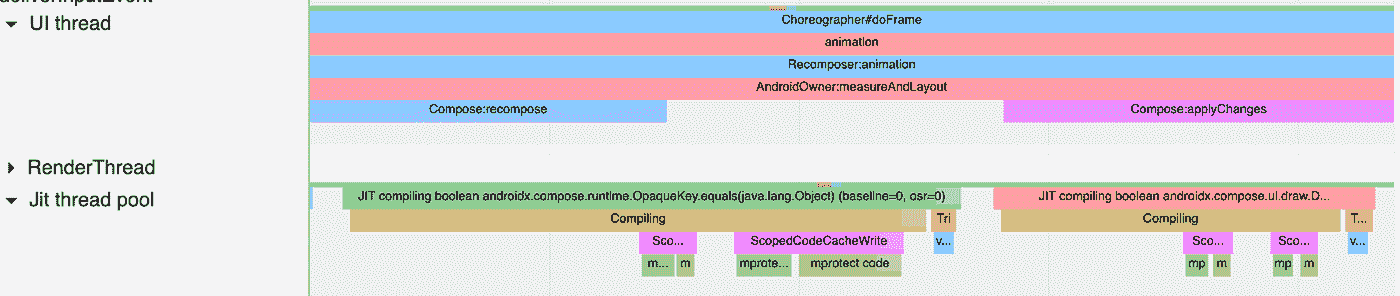 deliverInputEvent
UI thread
Choreographer#doFrame
animation
Recomposer:animation
AndroidOwner:measureAndLayout
Compose:recompose Compose:applyChanges
RenderThread
Jit thread pool
JIT compiling boolean androidx.compose.runtime.OpaqueKey.equals(java.lang.Object) (baseline=0, osr=0) JIT compiling boolean androidx.compose.ui.draw.D...
Compiling Tri Compiling T...
Sco... ScopedCodeCacheWrite v... Sco... Sco... v...
m... m mprote... mprotect code mp m mp m